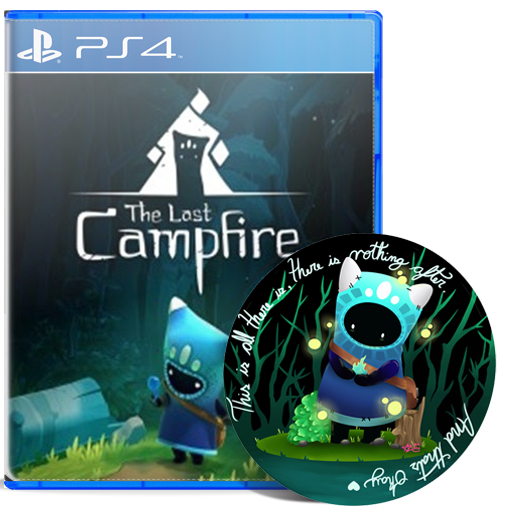 PS4
The Last
Campfire
This is all there is, there is nothing after.
And that's Okay